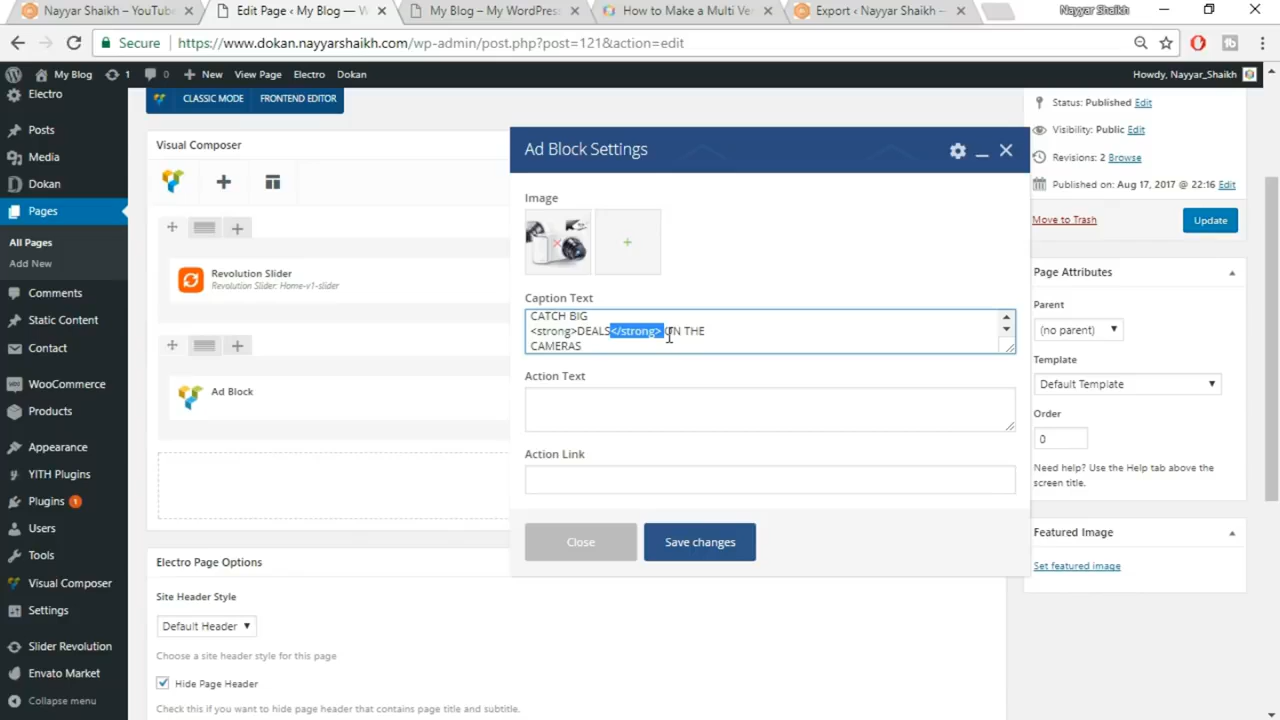 Nayyar Shaikh – YouTub
Edit Page ‹ My Blog — W
My Blog – My WordPress
How to Make a Multi Ve
Export ‹ Nayyar Shaikh —
Nayyar Shaikh
Secure
https://www.dokan.nayyarshaikh.com/wp-admin/post.php?post=121&action=edit
My Blog
1
New
View Page
Electro
Dokan
Howdy, Nayyar_Shaikh
Electro
Posts
Media
Dokan
Pages
All Pages
Add New
Comments
Static Content
Contact
WooCommerce
Products
Appearance
YITH Plugins
Plugins 1
Users
Tools
Visual Composer
Settings
Slider Revolution
Envato Market
Collapse menu
CLASSIC MODE
FRONTEND EDITOR
Visual Composer
Revolution Slider
Revolution Slider: Home-v1-slider
Ad Block
Electro Page Options
Site Header Style
Default Header
Choose a site header style for this page
Hide Page Header
Check this if you want to hide page header that contains page title and subtitle.
Ad Block Settings
Image
Caption Text
CATCH BIG
<strong>DEALS</strong> ON THE
CAMERAS
Action Text
Action Link
Close
Save changes
Status: Published Edit
Visibility: Public Edit
Revisions: 2 Browse
Published on: Aug 17, 2017 @ 22:16 Edit
Move to Trash
Update
Page Attributes
Parent
(no parent)
Template
Default Template
Order
0
Need help? Use the Help tab above the
screen title.
Featured Image
Set featured image